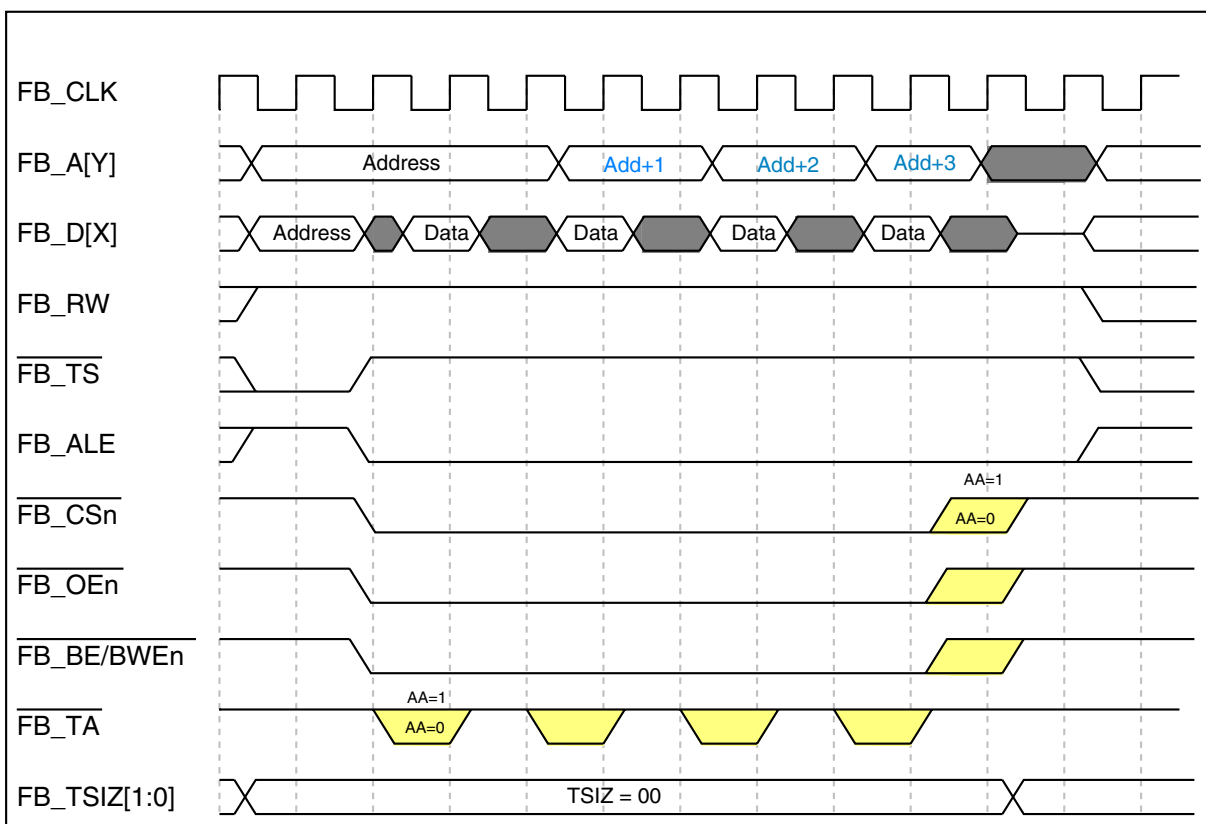 FB_CLK
FB_A[Y] Address Add+1 Add+2 Add+3
FB_D[X] Address Data Data Data Data
FB_RW
FB_TS
FB_ALE
AA=1
FB_CSn AA=0
FB_OEn
FB_BE/BWEn
AA=1
FB_TA AA=0
FB_TSIZ[1:0] TSIZ = 00